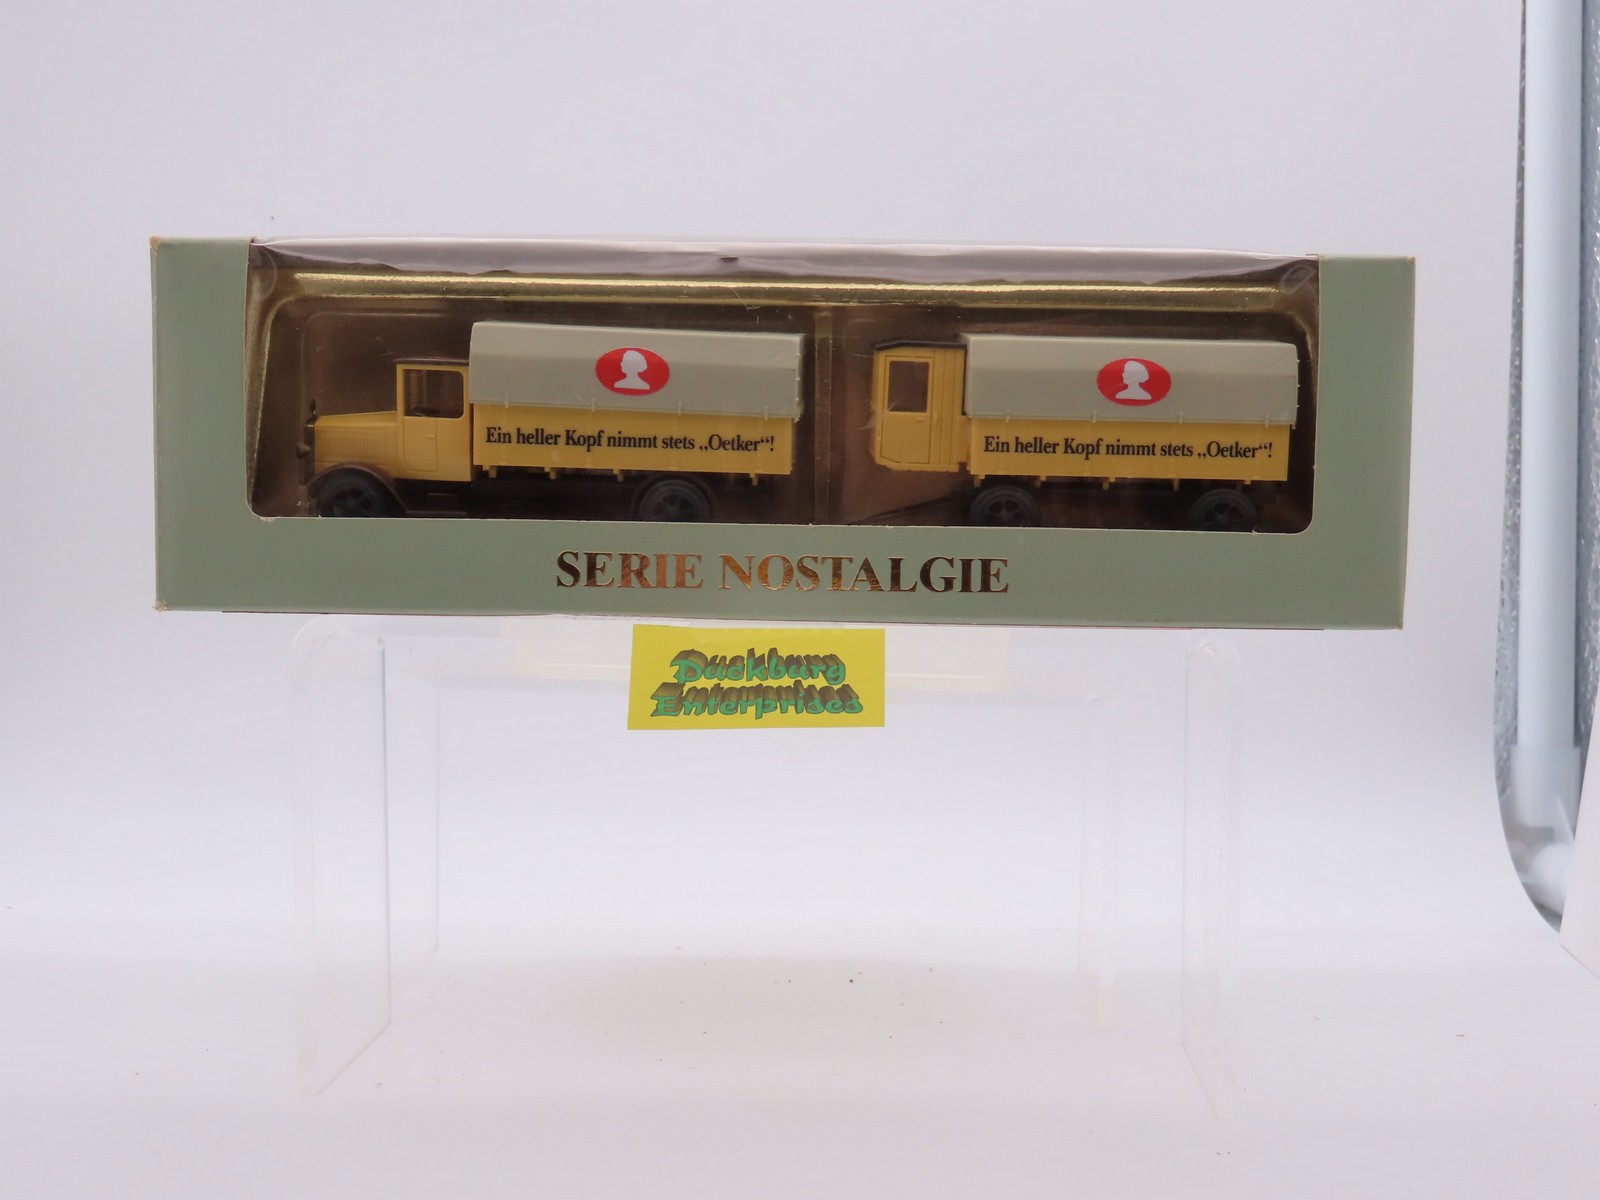 Ein heller Kopf nimmt stets „Oetker“!
Ein heller Kopf nimmt stets „Oetker“!
SERIE NOSTALGIE
Duckburg
Enterprises